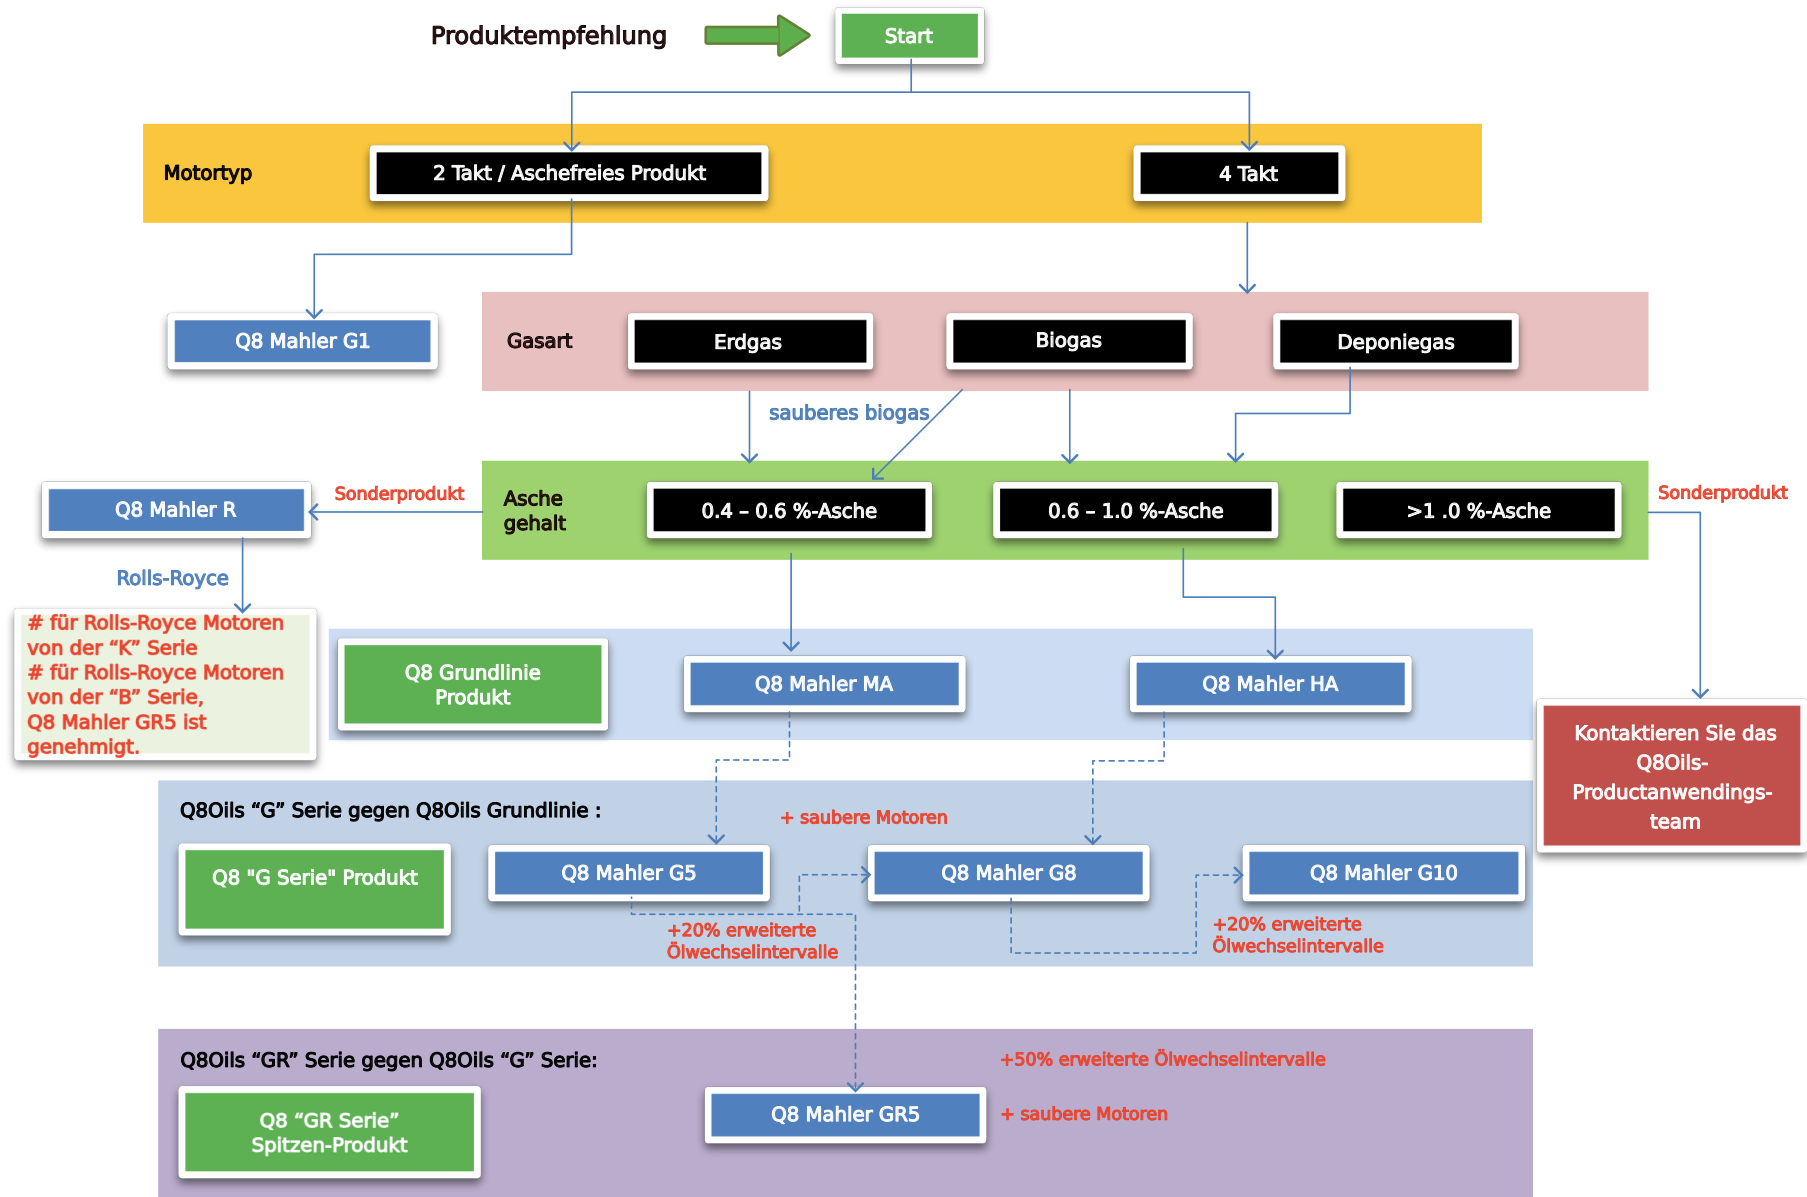 Produktempfehlung
Start
Motortyp
2 Takt / Aschefreies Produkt
4 Takt
Q8 Mahler G1
Gasart
Erdgas
Biogas
Deponiegas
sauberes biogas
Q8 Mahler R
Sonderprodukt
Asche
gehalt
0.4 – 0.6 %-Asche
0.6 – 1.0 %-Asche
>1 .0 %-Asche
Sonderprodukt
Rolls-Royce
# für Rolls-Royce Motoren
von der “K” Serie
# für Rolls-Royce Motoren
von der “B” Serie,
Q8 Mahler GR5 ist
genehmigt.
Q8 Grundlinie
Produkt
Q8 Mahler MA
Q8 Mahler HA
Kontaktieren Sie das
Q8Oils-
Productanwendings-
team
Q8Oils “G” Serie gegen Q8Oils Grundlinie :
+ saubere Motoren
Q8 "G Serie" Produkt
Q8 Mahler G5
Q8 Mahler G8
Q8 Mahler G10
+20% erweiterte
Ölwechselintervalle
+20% erweiterte
Ölwechselintervalle
Q8Oils “GR” Serie gegen Q8Oils “G” Serie:
+50% erweiterte Ölwechselintervalle
Q8 “GR Serie”
Spitzen-Produkt
Q8 Mahler GR5
+ saubere Motoren